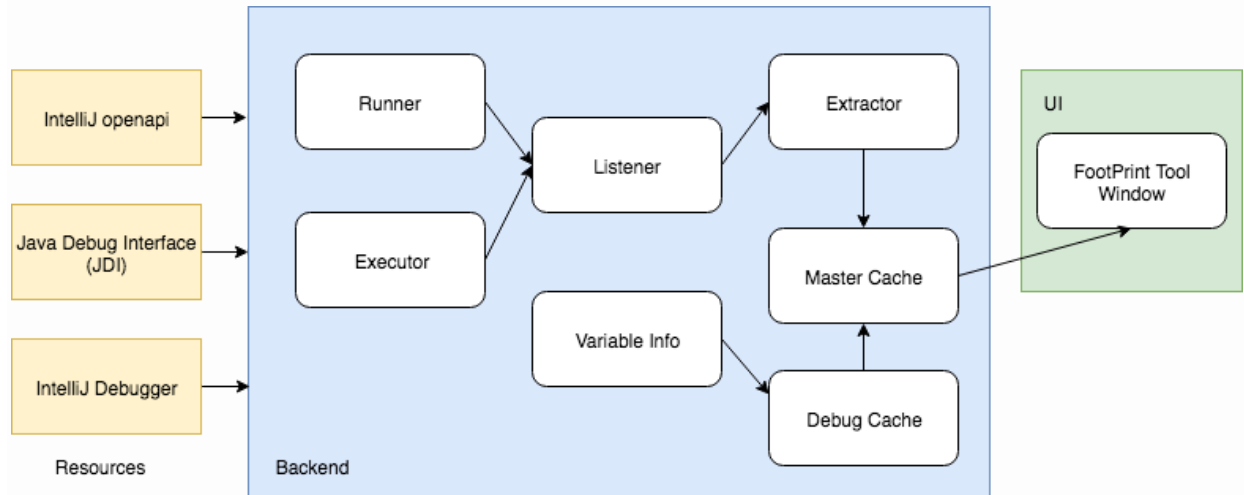 IntelliJ openapi
Java Debug Interface
(JDI)
IntelliJ Debugger
Resources
Runner
Executor
Listener
Variable Info
Extractor
Master Cache
Debug Cache
Backend
UI
FootPrint Tool
Window